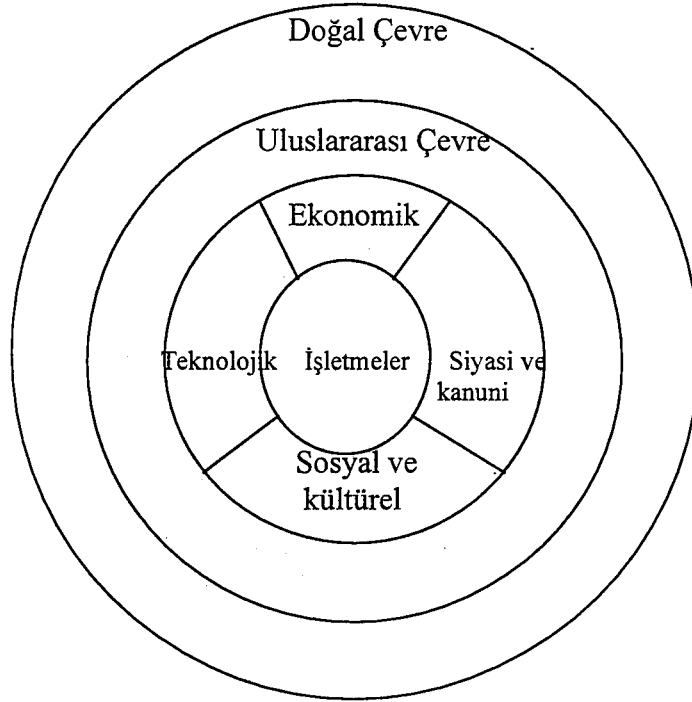 Doğal Çevre
Uluslararası Çevre
Ekonomik
Teknolojik
İşletmeler
Siyasi ve
kanuni
Sosyal ve
kültürel